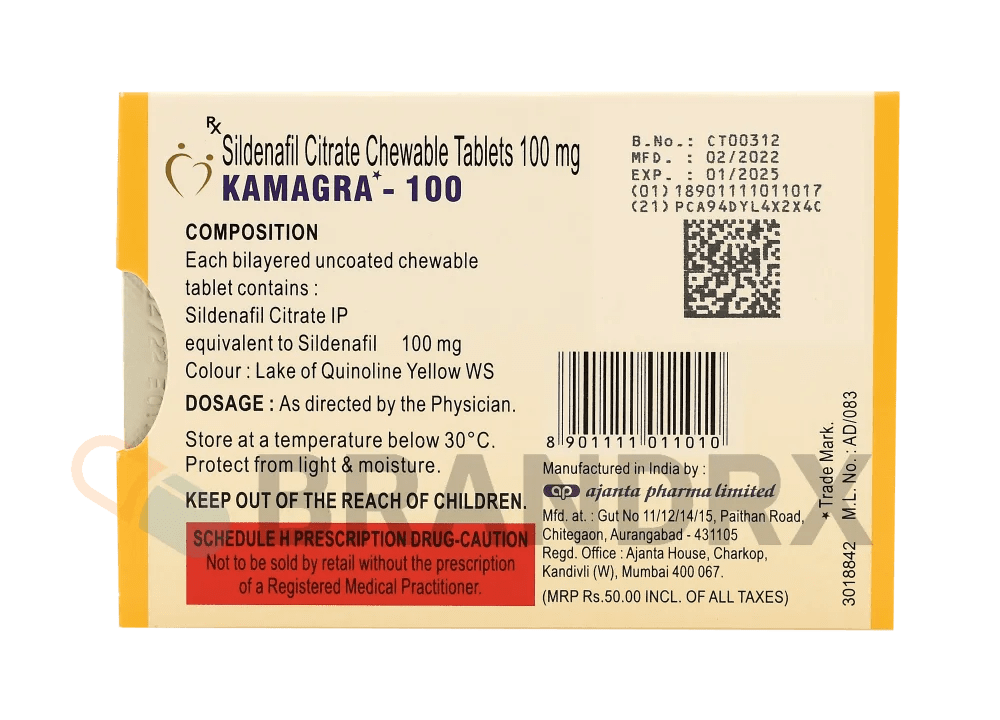 Rx
Sildenafil Citrate Chewable Tablets 100 mg
KAMAGRA* - 100
COMPOSITION
Each bilayered uncoated chewable
tablet contains :
Sildenafil Citrate IP
equivalent to Sildenafil 100 mg
Colour : Lake of Quinoline Yellow WS
DOSAGE : As directed by the Physician.
Store at a temperature below 30°C.
Protect from light & moisture.
KEEP OUT OF THE REACH OF CHILDREN.
SCHEDULE H PRESCRIPTION DRUG-CAUTION
Not to be sold by retail without the prescription
of a Registered Medical Practitioner.
B.No.: CT00312
MFD. : 02/2022
EXP. : 01/2025
(01)18901111011017
(21)PCA94DYL4X2X4C
8 901111 011010
Manufactured in India by :
ap ajanta pharma limited
Mfd. at. : Gut No 11/12/14/15, Paithan Road,
Chitegaon, Aurangabad - 431105
Regd. Office : Ajanta House, Charkop,
Kandivli (W), Mumbai 400 067.
(MRP Rs.50.00 INCL. OF ALL TAXES)
*Trade Mark.
3018842 M.L. No.: AD/083
BRANDRX